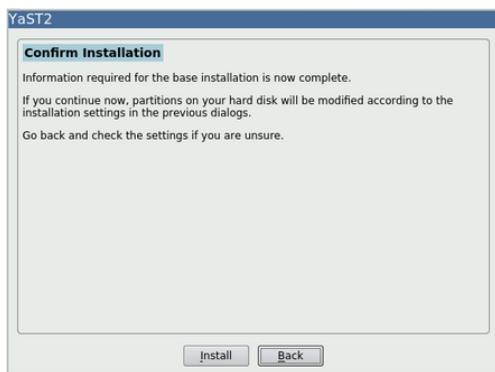 YaST2
Confirm Installation
Information required for the base installation is now complete.
If you continue now, partitions on your hard disk will be modified according to the
installation settings in the previous dialogs.
Go back and check the settings if you are unsure.
Install Back